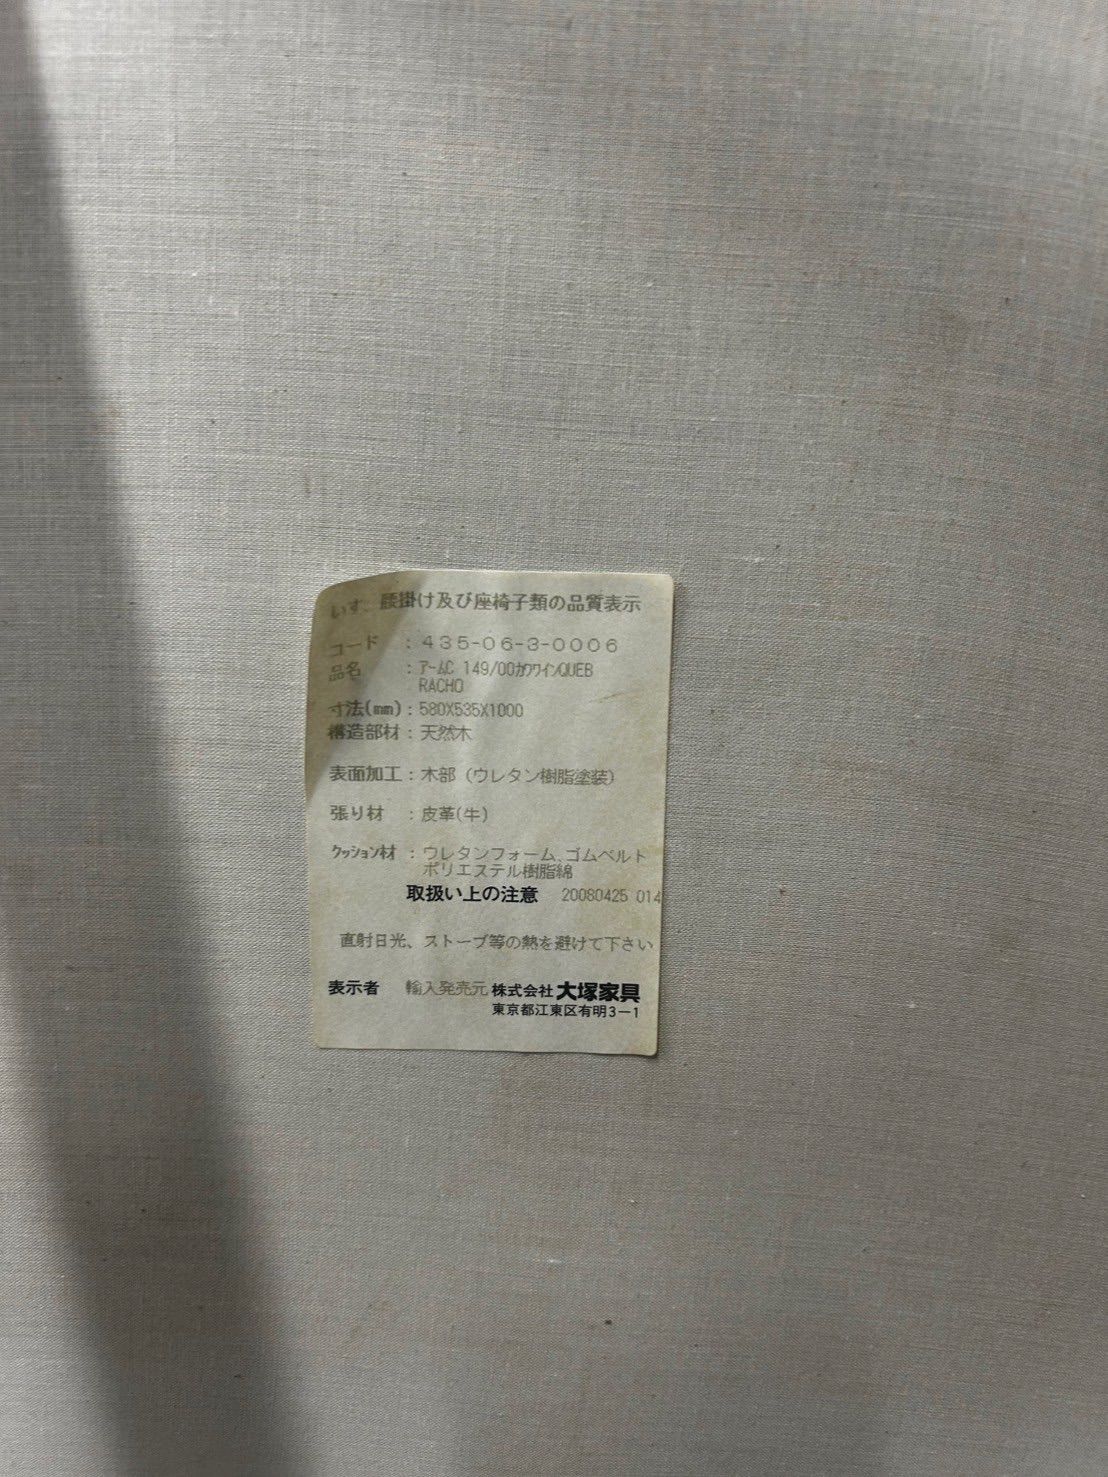 いす、腰掛け及び座椅子類の品質表示
コード : 435-06-3-0006
品名 : ｱｰﾑC 149/00ｶﾜﾜｲﾝQUEB
RACHO
寸法(mm) : 580X535X1000
構造部材 : 天然木
表面加工 : 木部（ウレタン樹脂塗装）
張り材 : 皮革(牛)
ｸｯｼｮﾝ材 : ウレタンフォーム、ゴムベルト
ポリエステル樹脂綿
取扱い上の注意 20080425 014
直射日光、ストーブ等の熱を避けて下さい
表示者 輸入発売元 株式会社 大塚家具
東京都江東区有明3-1